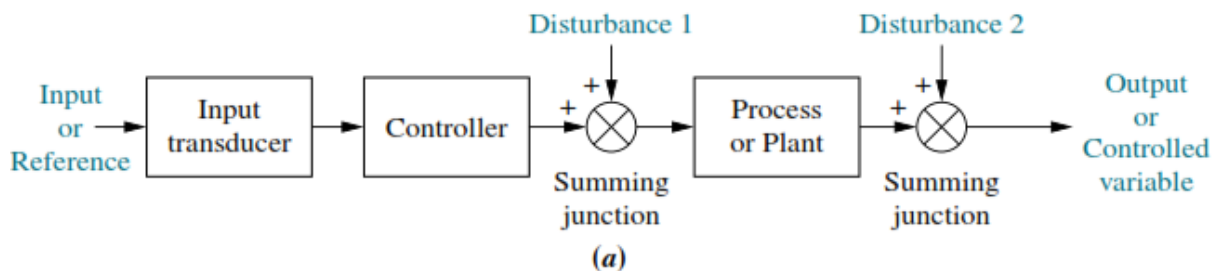 Disturbance 1
Disturbance 2
+
+
+
+
Input
or
Reference
Input
transducer
Controller
Process
or Plant
Output
or
Controlled
variable
Summing
junction
Summing
junction
(a)